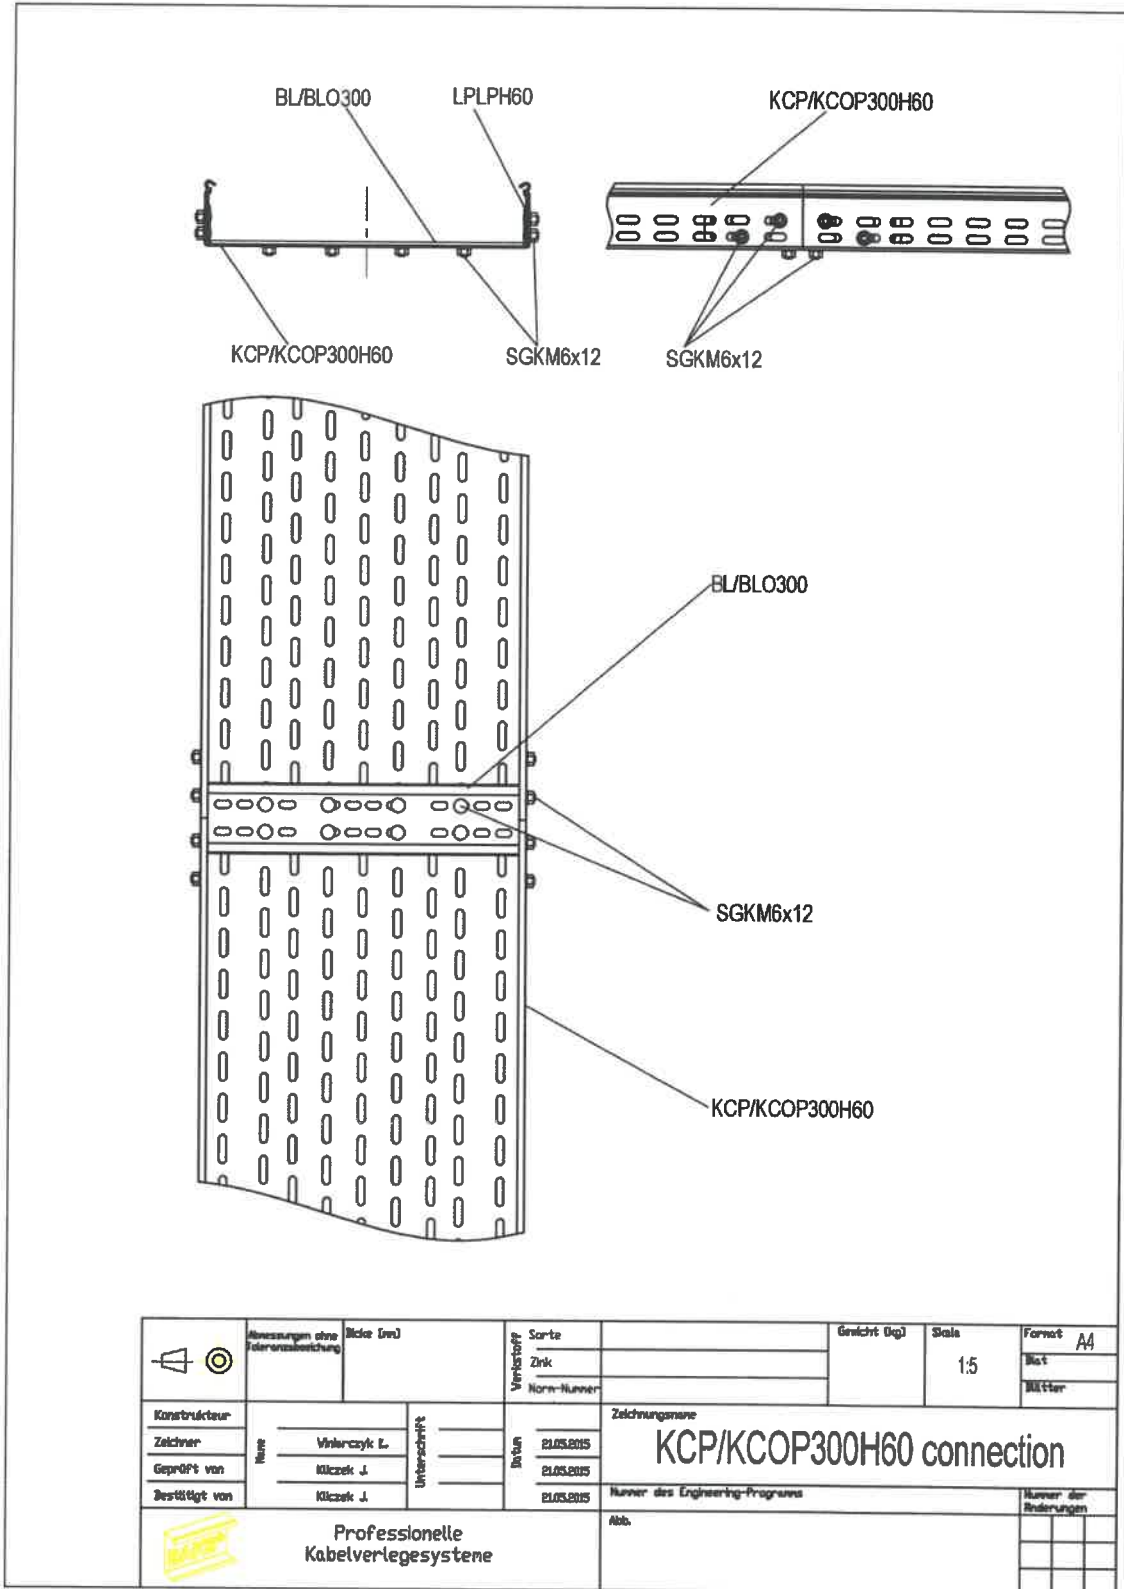 BL/BLO300
LPLPH60
KCP/KCOP300H60
KCP/KCOP300H60
SGKM6x12
SGKM6x12
BL/BLO300
SGKM6x12
KCP/KCOP300H60
Abmessungen ohne
Dicke [mm]
Werkstoff
Sorte
Zink
Norm-Nummer
Gewicht [kg]
Skala
1:5
Format A4
Blat
Blätter
Konstrukteur
Zeichner
Geprüft von
Bestätigt von
Name
Winiarczyk Ł.
Kliczek J.
Kliczek J.
Unterschrift
Datum
21.05.2015
21.05.2015
21.05.2015
Zeichnungsname
KCP/KCOP300H60 connection
Nummer des Engineering-Programms
Nummer der
Änderungen
Abb.
BAKS
Professionelle
Kabelverlegesysteme